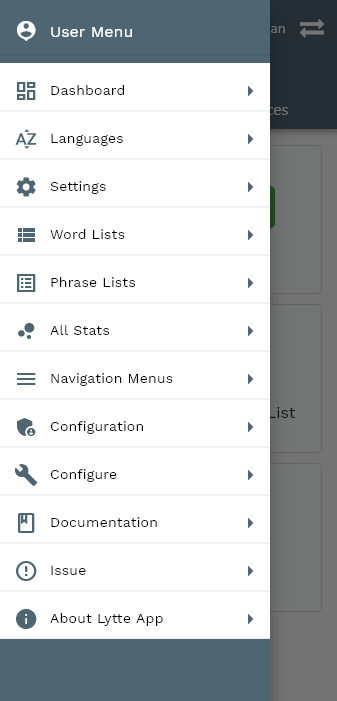 User Menu
an
ces
Dashboard
AZ
Languages
Settings
Word Lists
Phrase Lists
All Stats
List
Navigation Menus
Configuration
Configure
Documentation
Issue
About Lytte App